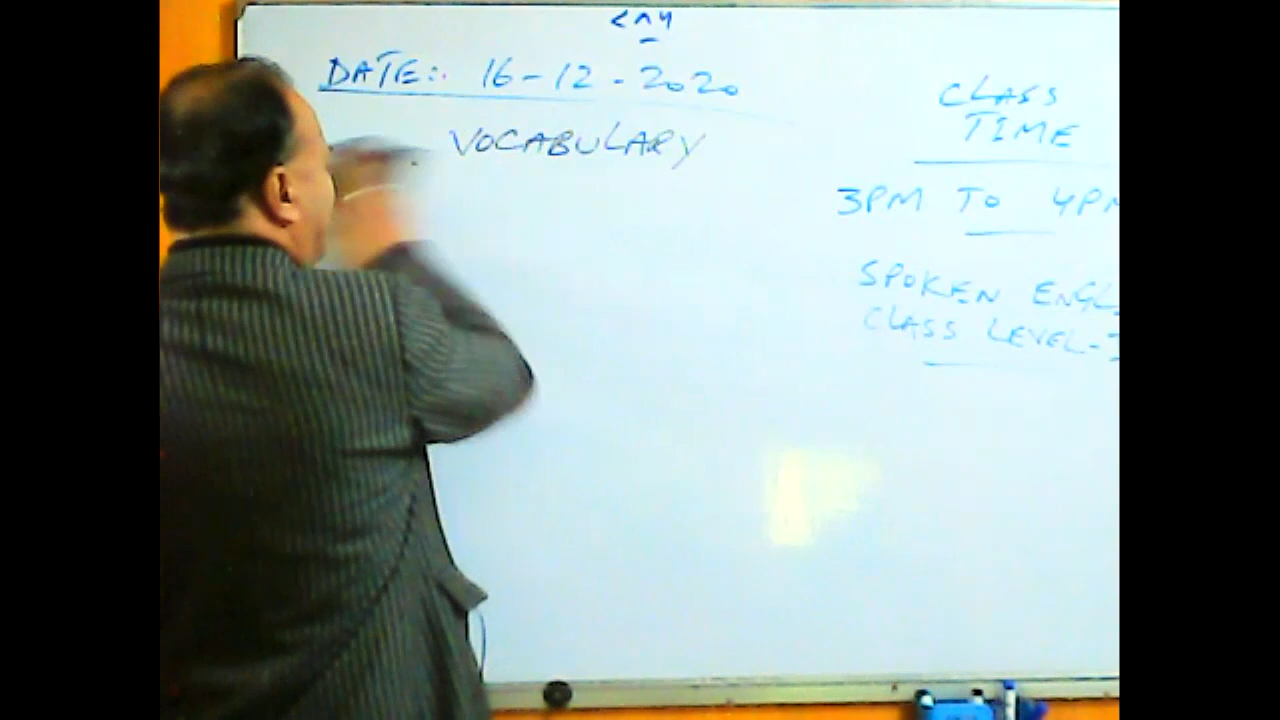 DATE:- 16-12-2020
VOCABULARY
CLASS
TIME
3PM TO 4PM
SPOKEN ENGL
CLASS LEVEL-